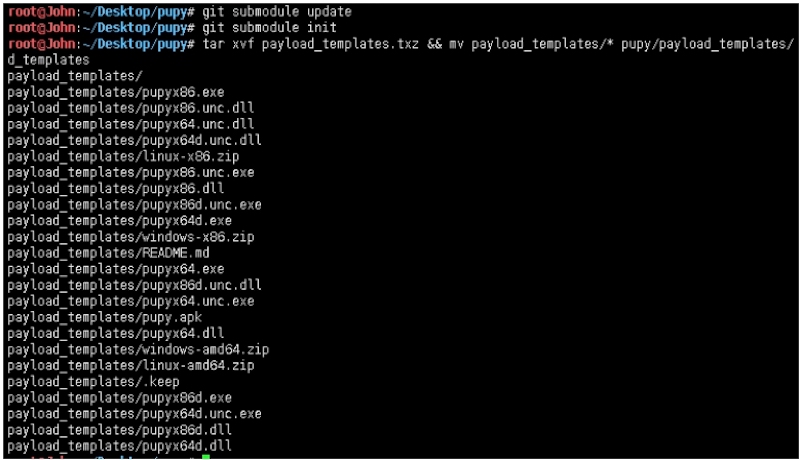 root@John:~/Desktop/pupy# git submodule update
root@John:~/Desktop/pupy# git submodule init
root@John:~/Desktop/pupy# tar xvf payload_templates.txz && mv payload_templates/* pupy/payload_templates/
d_templates
payload_templates/
payload_templates/pupyx86.exe
payload_templates/pupyx86.unc.dll
payload_templates/pupyx64.unc.dll
payload_templates/pupyx64d.unc.dll
payload_templates/linux-x86.zip
payload_templates/pupyx86.unc.exe
payload_templates/pupyx86.dll
payload_templates/pupyx86d.unc.exe
payload_templates/pupyx64d.exe
payload_templates/windows-x86.zip
payload_templates/README.md
payload_templates/pupyx64.exe
payload_templates/pupyx86d.unc.dll
payload_templates/pupyx64.unc.exe
payload_templates/pupy.apk
payload_templates/pupyx64.dll
payload_templates/windows-amd64.zip
payload_templates/linux-amd64.zip
payload_templates/.keep
payload_templates/pupyx86d.exe
payload_templates/pupyx64d.unc.exe
payload_templates/pupyx86d.dll
payload_templates/pupyx64d.dll
root@John:~/Desktop/pupy#